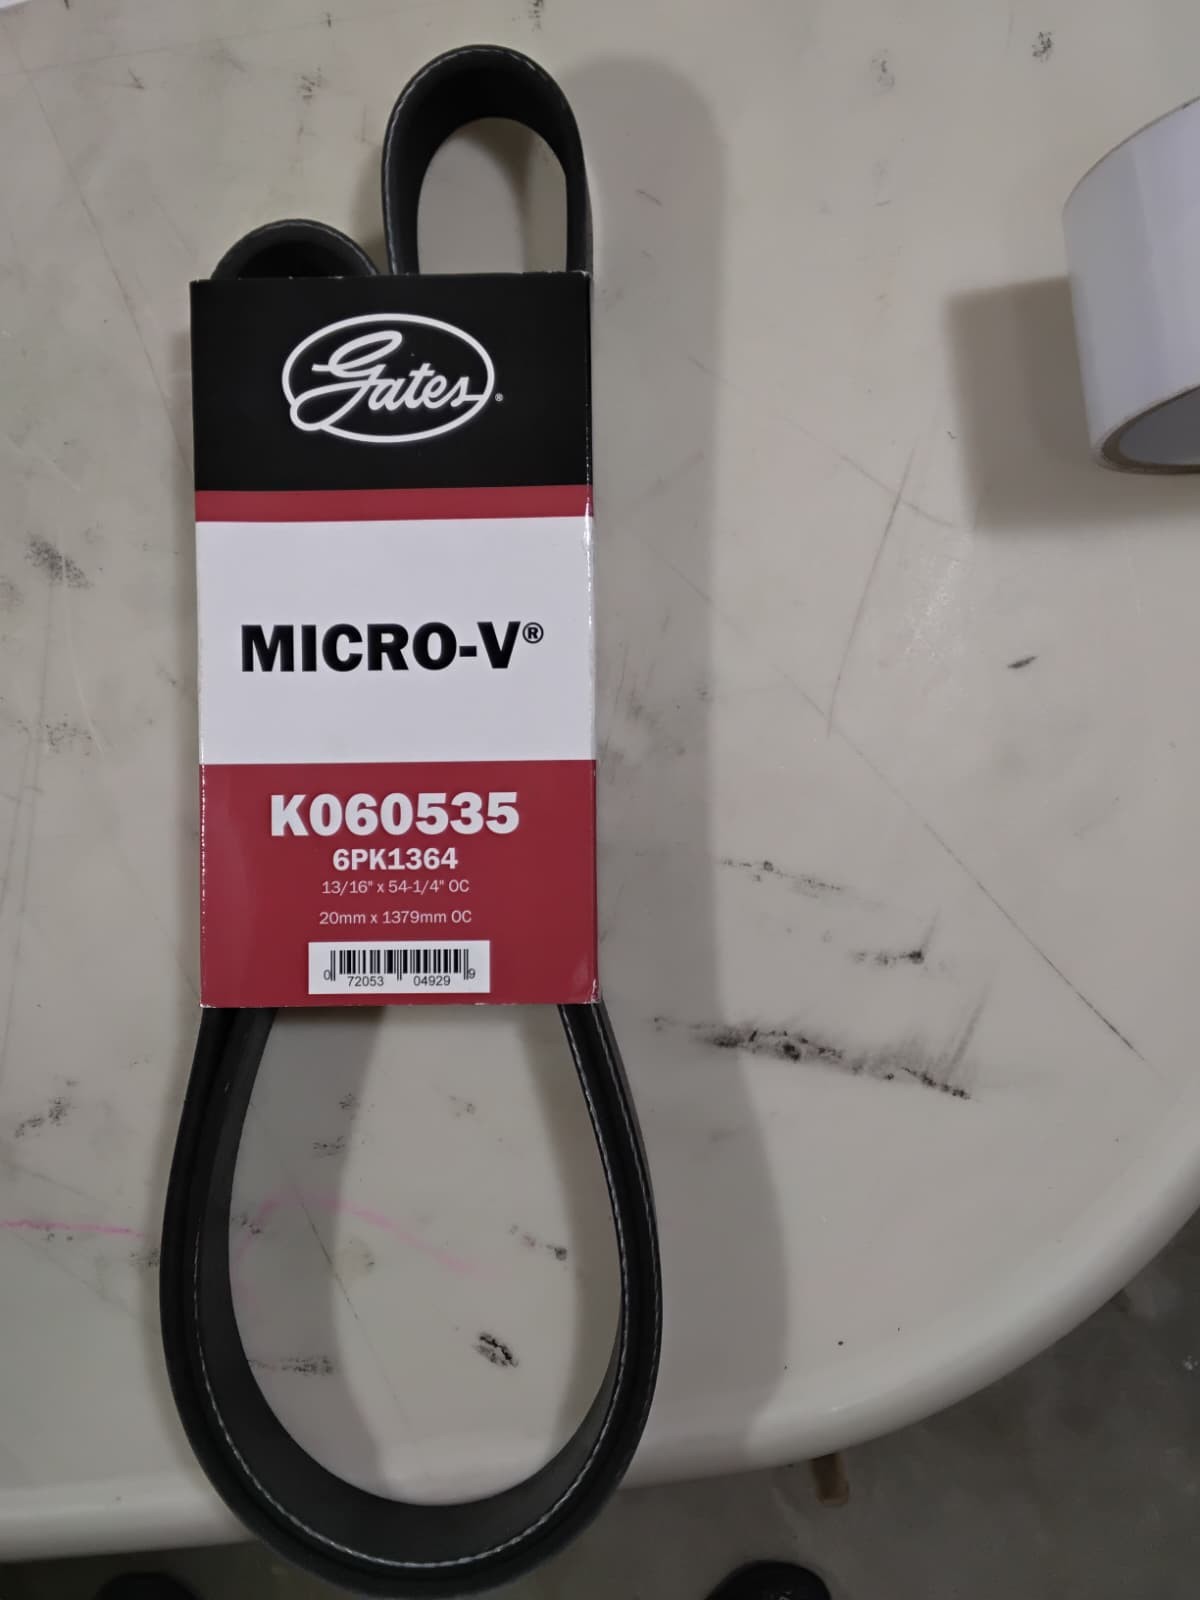 Gates®
MICRO-V®
K060535
6PK1364
13/16" x 54-1/4" OC
20mm x 1379mm OC
0 72053 04929 9